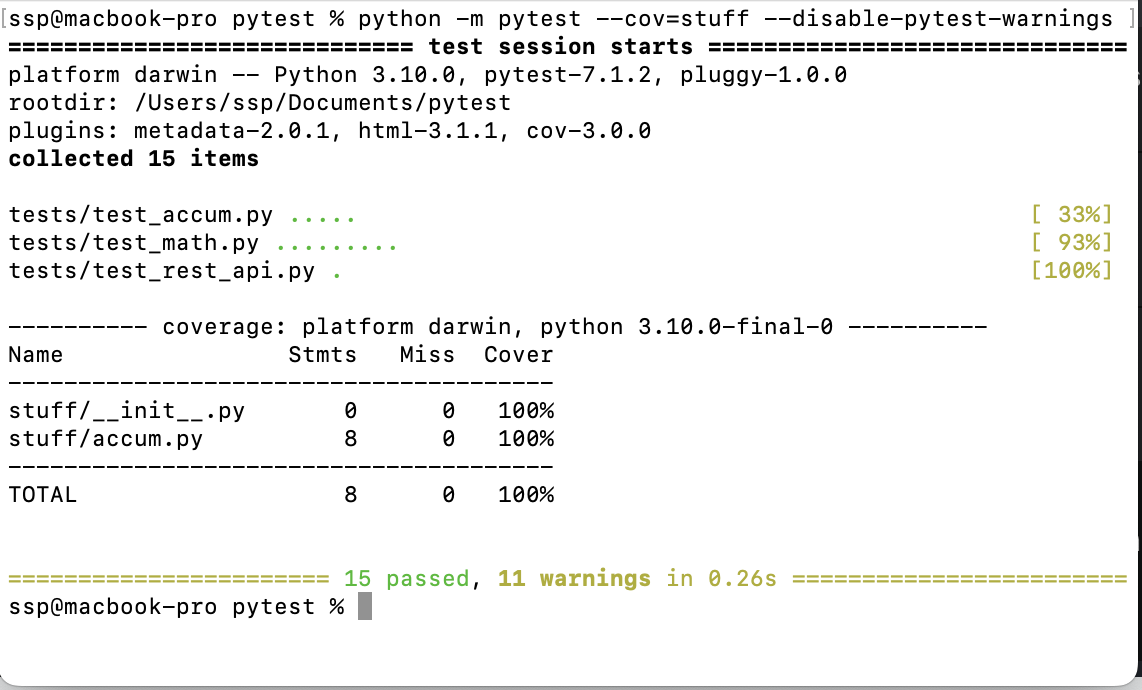 [ssp@macbook-pro pytest % python -m pytest --cov=stuff --disable-pytest-warnings ]
============================= test session starts ==============================
platform darwin -- Python 3.10.0, pytest-7.1.2, pluggy-1.0.0
rootdir: /Users/ssp/Documents/pytest
plugins: metadata-2.0.1, html-3.1.1, cov-3.0.0
collected 15 items

tests/test_accum.py .....                                             [ 33%]
tests/test_math.py .........                                          [ 93%]
tests/test_rest_api.py .                                              [100%]

---------- coverage: platform darwin, python 3.10.0-final-0 ----------
Name                Stmts   Miss  Cover
---------------------------------------
stuff/__init__.py       0      0   100%
stuff/accum.py          8      0   100%
---------------------------------------
TOTAL                   8      0   100%

======================= 15 passed, 11 warnings in 0.26s ========================
ssp@macbook-pro pytest %